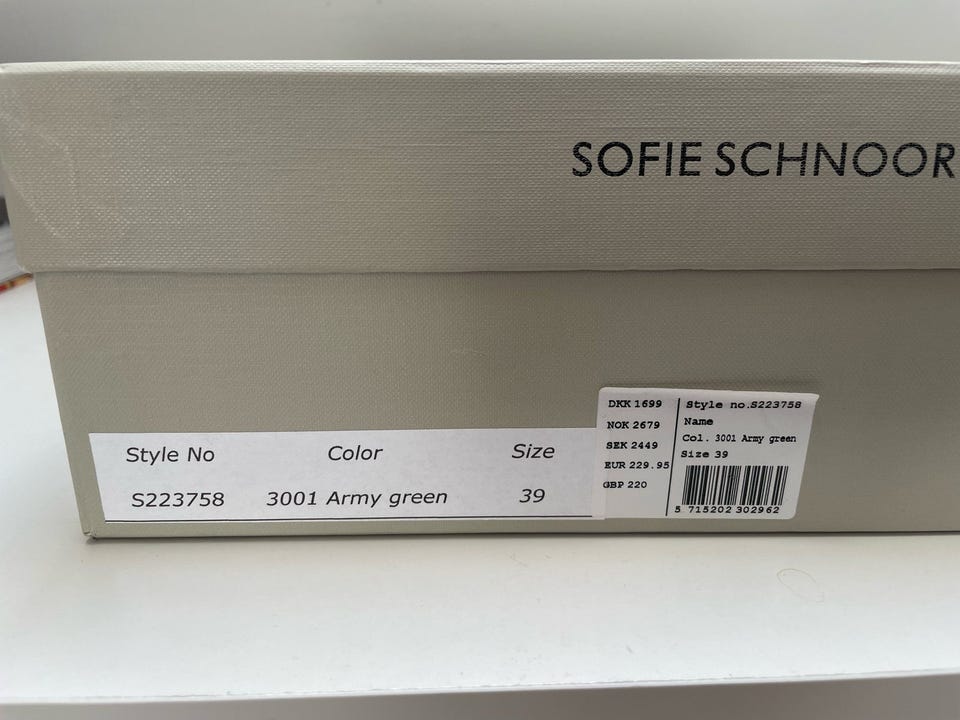 SOFIE SCHNOOR
Style No Color Size
S223758 3001 Army green 39
DKK 1699
NOK 2679
SEK 2449
EUR 229.95
GBP 220
Style no.S223758
Name
Col. 3001 Army green
Size 39
5 715202 302962